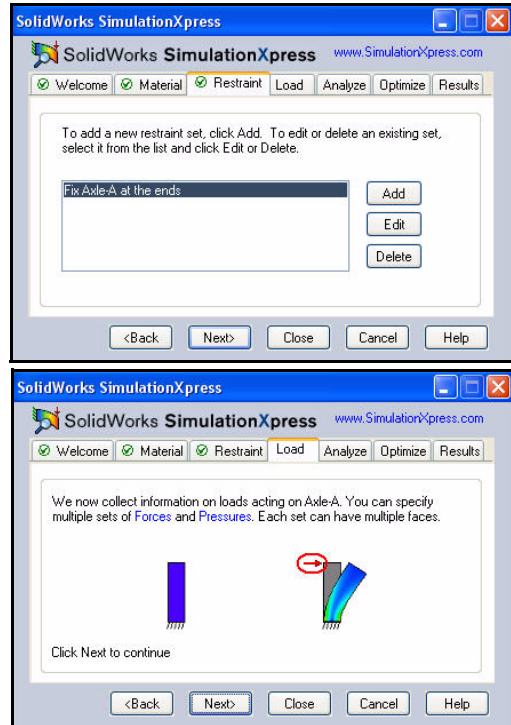 SolidWorks SimulationXpress
SolidWorks SimulationXpress www.SimulationXpress.com
Welcome Material Restraint Load Analyze Optimize Results
To add a new restraint set, click Add. To edit or delete an existing set,
select it from the list and click Edit or Delete.
Fix Axle-A at the ends
Add
Edit
Delete
<Back Next> Close Cancel Help
SolidWorks SimulationXpress
SolidWorks SimulationXpress www.SimulationXpress.com
Welcome Material Restraint Load Analyze Optimize Results
We now collect information on loads acting on Axle-A. You can specify
multiple sets of Forces and Pressures. Each set can have multiple faces.
Click Next to continue
<Back Next> Close Cancel Help